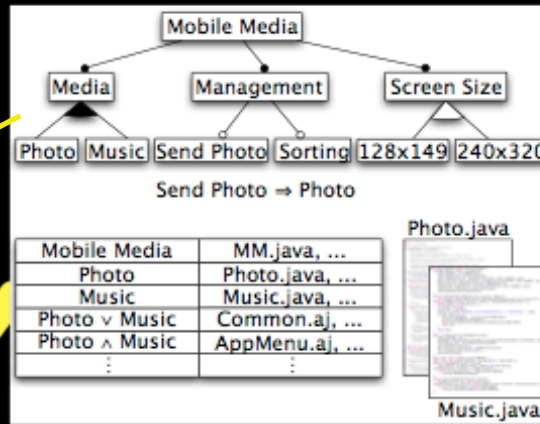 Mobile Media
Media Management Screen Size
Photo Music Send Photo Sorting 128x149 240x320
Send Photo ⇒ Photo
Photo.java
Mobile Media MM.java, ...
Photo Photo.java, ...
Music Music.java, ...
Photo ∨ Music Common.aj, ...
Photo ∧ Music AppMenu.aj, ...
⋮ ⋮
Music.java